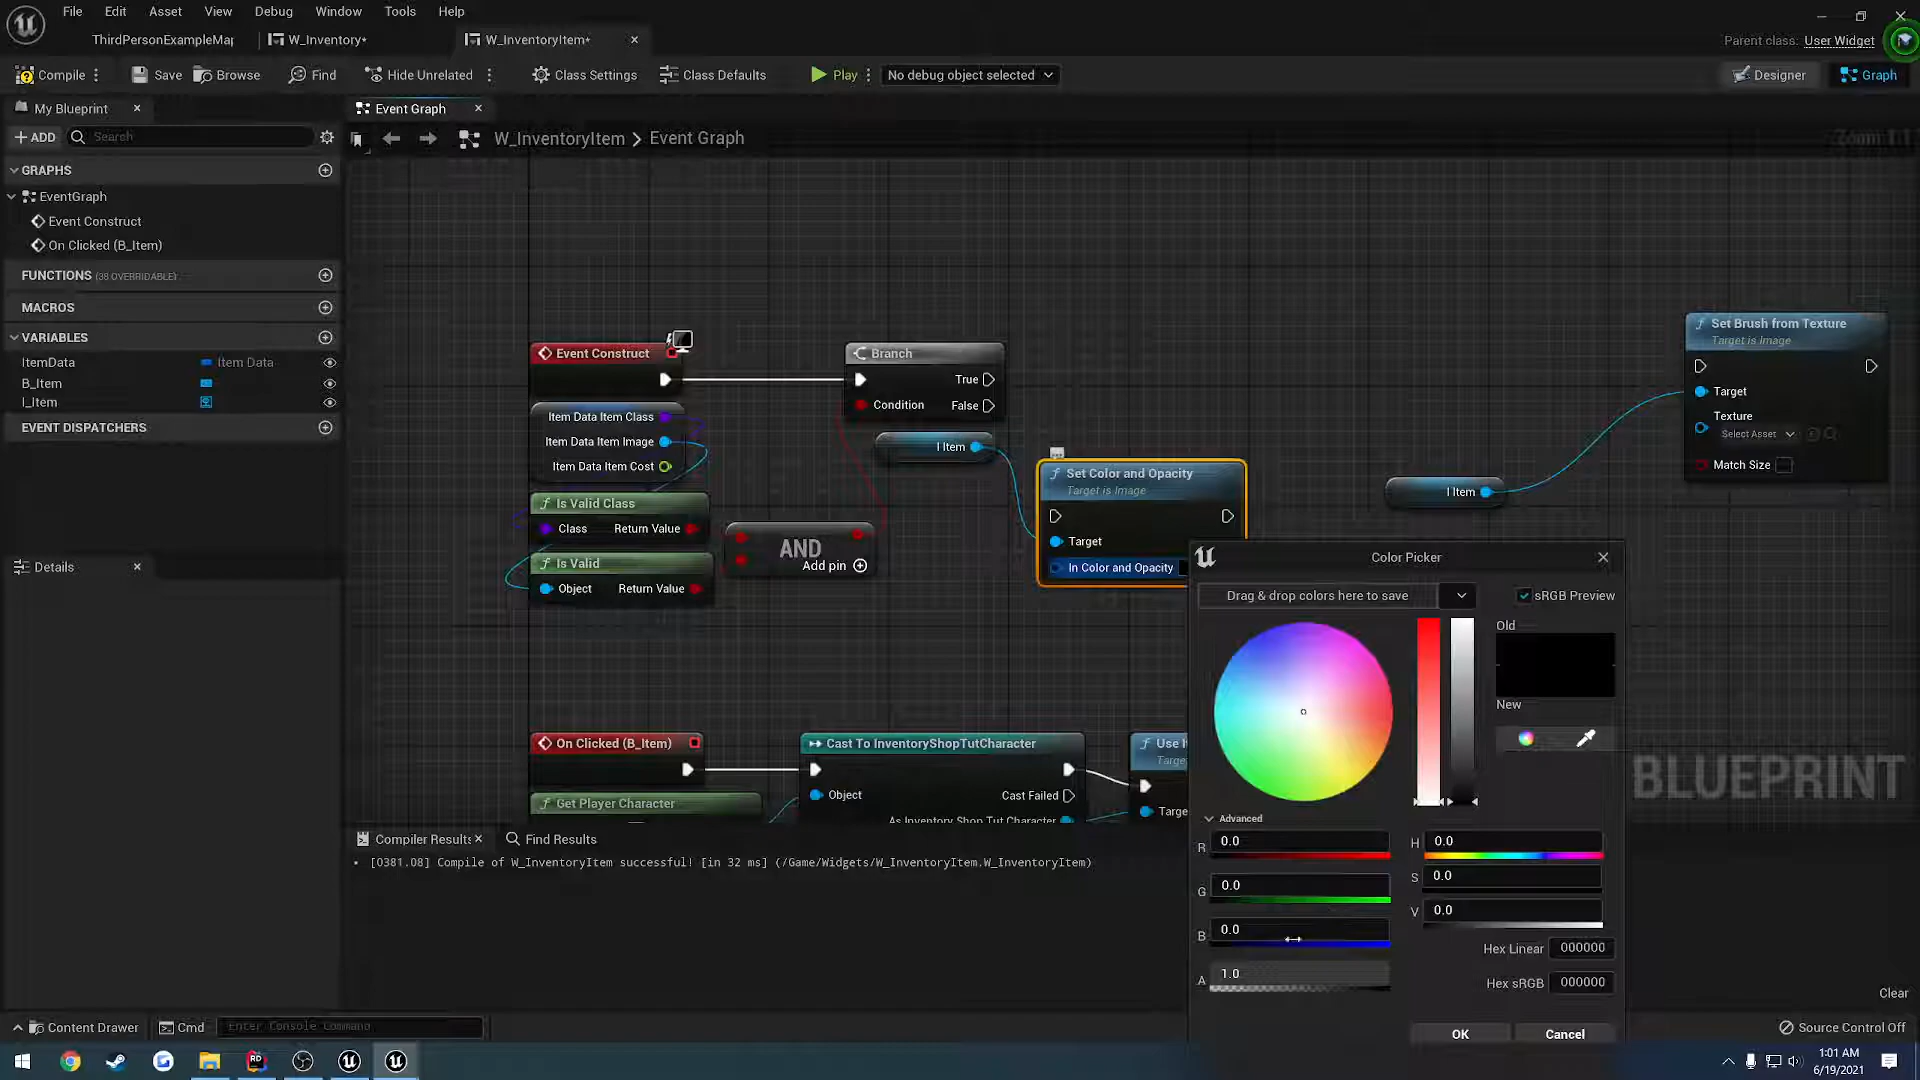 File Edit Asset View Debug Window Tools Help
ThirdPersonExampleMap W_Inventory* W_InventoryItem*
Parent class: User Widget
Compile Save Browse Find Hide Unrelated Class Settings Class Defaults Play No debug object selected Designer Graph
My Blueprint Event Graph
ADD Search W_InventoryItem > Event Graph Zoom 1:1
GRAPHS
EventGraph
Event Construct
On Clicked (B_Item)
FUNCTIONS (38 OVERRIDABLE)
MACROS
VARIABLES
ItemData Item Data
B_Item
I_Item
EVENT DISPATCHERS
Details
Event Construct
Item Data Item Class
Item Data Item Image
Item Data Item Cost
Is Valid Class
Class Return Value
Is Valid
Object Return Value
AND
Add pin
Branch
True
Condition False
I Item
Set Color and Opacity
Target is Image
Target
In Color and Opacity
I Item
Set Brush from Texture
Target is Image
Target
Texture
Select Asset
Match Size
On Clicked (B_Item)
Get Player Character
Cast To InventoryShopTutCharacter
Object Cast Failed
As Inventory Shop Tut Character
Target
BLUEPRINT
Color Picker
Drag & drop colors here to save
sRGB Preview
Old
New
Advanced
R 0.0
G 0.0
B 0.0
A 1.0
H 0.0
S 0.0
V 0.0
Hex Linear 000000
Hex sRGB 000000
OK Cancel
Compiler Results Find Results
[0381.08] Compile of W_InventoryItem successful! [in 32 ms] (/Game/Widgets/W_InventoryItem.W_InventoryItem)
Clear
Content Drawer Cmd Enter Console Command Source Control Off
1:01 AM
6/19/2021